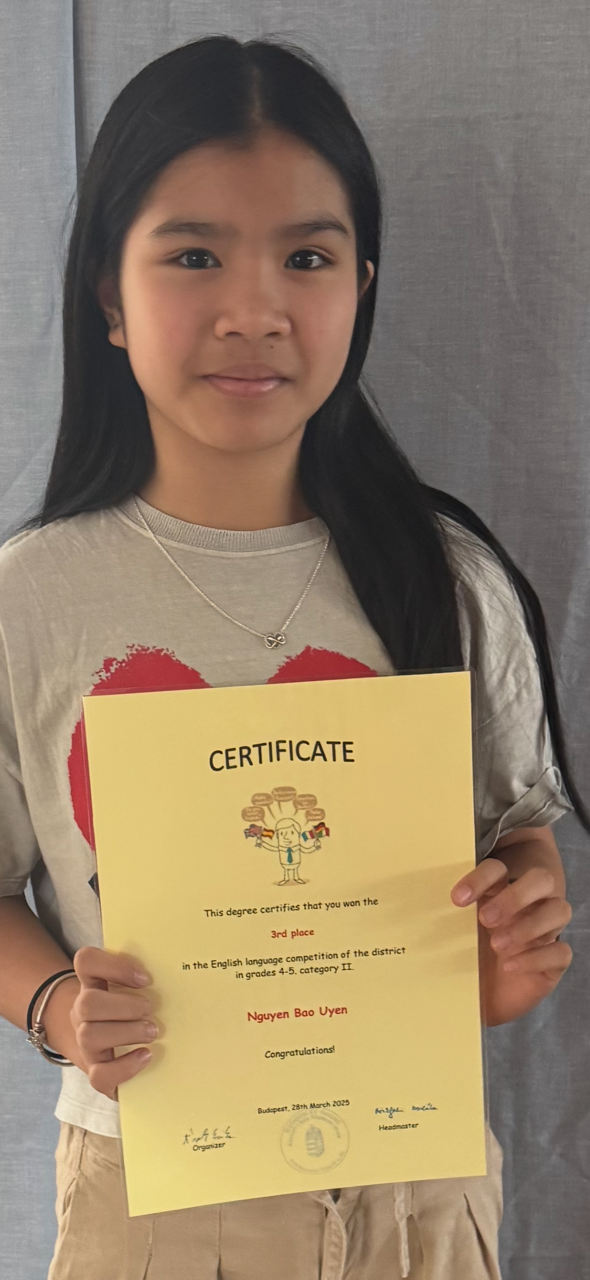 CERTIFICATE
This degree certifies that you won the
3rd place
in the English language competition of the district
in grades 4-5, category II.
Nguyen Bao Uyen
Congratulations!
Budapest, 28th March 2025
Organizer
Headmaster